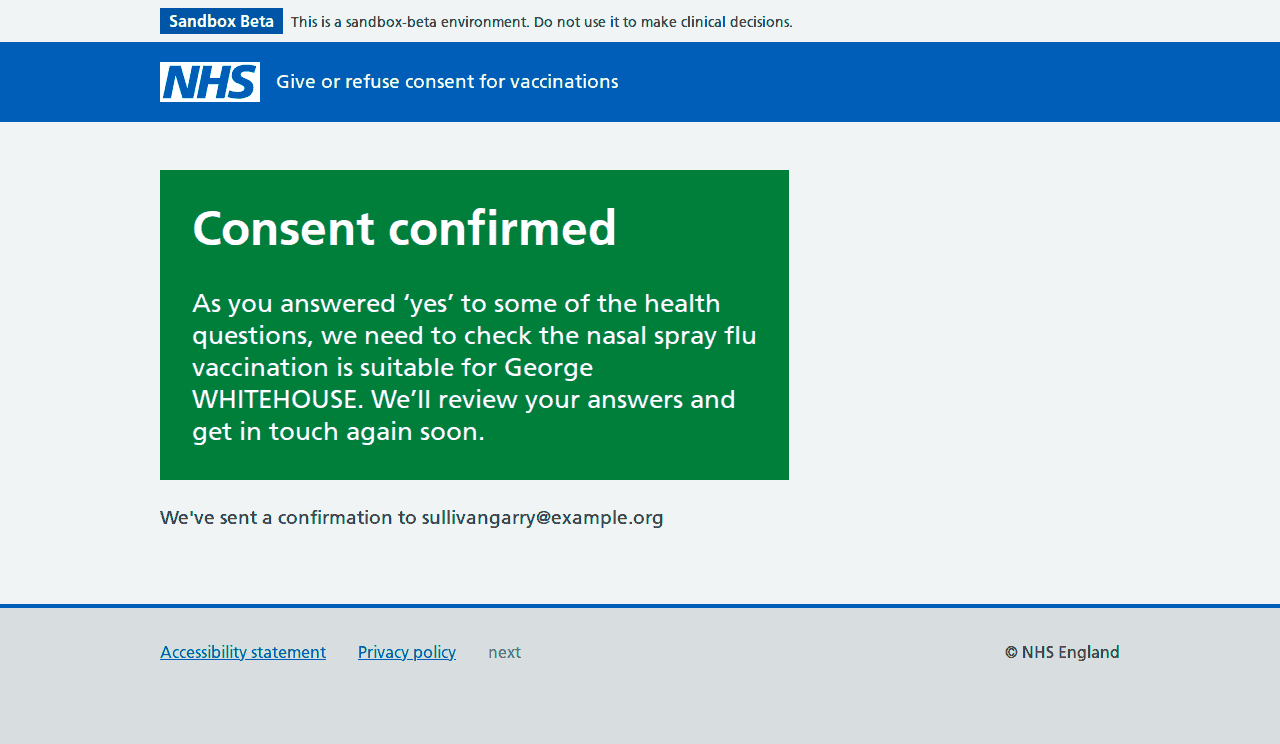 Sandbox Beta This is a sandbox-beta environment. Do not use it to make clinical decisions.
NHS Give or refuse consent for vaccinations
Consent confirmed
As you answered ‘yes’ to some of the health
questions, we need to check the nasal spray flu
vaccination is suitable for George
WHITEHOUSE. We’ll review your answers and
get in touch again soon.
We've sent a confirmation to sullivangarry@example.org
Accessibility statement Privacy policy next © NHS England